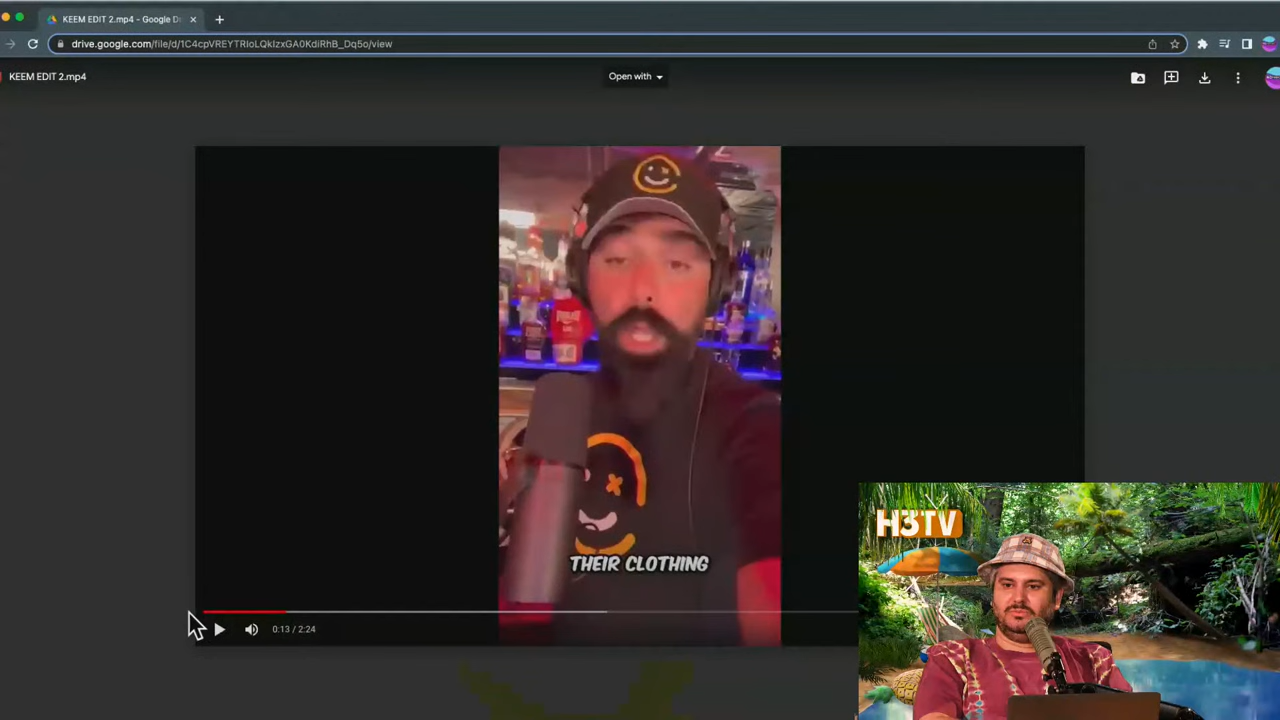 KEEM EDIT 2.mp4 - Google Dr
drive.google.com/file/d/1C4cpVREYTRIoLQkIzxGA0KdiRhB_Dq5o/view
KEEM EDIT 2.mp4
Open with
THEIR CLOTHING
H3TV
0:13 / 2:24